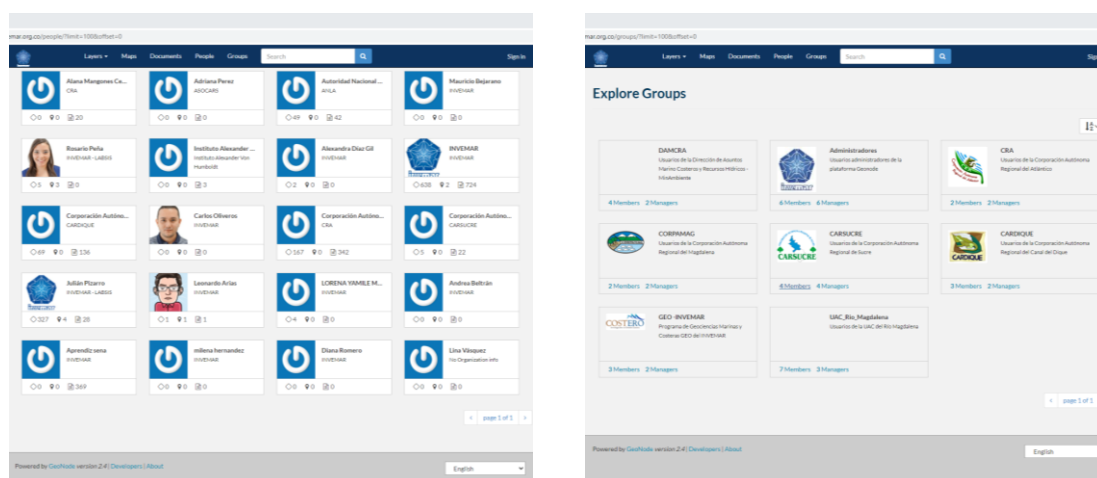 emar.org.co/people/?limit=100&offset=0
Layers Maps Documents People Groups Search Sign in
Alana Mangones Ce...
CRA
0 0 20
Adriana Perez
ASOCARS
0 0 0
Autoridad Nacional ...
ANLA
49 0 42
Mauricio Bejarano
INVEMAR
0 0 0
Rosario Peña
INVEMAR - LABSIS
5 3 0
Instituto Alexander ...
Instituto Alexander Von
Humboldt
0 0 3
Alexandra Díaz Gil
INVEMAR
2 0 0
INVEMAR
INVEMAR
638 2 724
Corporación Autóno...
CARDIQUE
69 0 136
Carlos Oliveros
INVEMAR
0 0 0
Corporación Autóno...
CRA
167 0 342
Corporación Autóno...
CARSUCRE
5 0 22
Julián Pizarro
INVEMAR - LABSIS
327 4 28
Leonardo Arias
INVEMAR
1 1 1
LORENA YAMILE M...
INVEMAR
4 0 0
Andrea Beltrán
INVEMAR
0 0 0
Aprendiz sena
INVEMAR
0 0 369
milena hernandez
INVEMAR
0 0 0
Diana Romero
INVEMAR
0 0 0
Lina Vásquez
No Organization Info
0 0 0
< page 1 of 1 >
Powered by GeoNode version 2.4 | Developers | About
English
mar.org.co/groups/?limit=100&offset=0
Layers Maps Documents People Groups Search Sig
Explore Groups
DAMCRA
Usuarios de la Dirección de Asuntos
Marino Costeros y Recursos Hídricos -
MinAmbiente
4 Members 2 Managers
Administradores
Usuarios administradores de la
plataforma Geonode
6 Members 6 Managers
CRA
Usuarios de la Corporación Autónoma
Regional del Atlántico
2 Members 2 Managers
CORPAMAG
Usuarios de la Corporación Autónoma
Regional del Magdalena
2 Members 2 Managers
CARSUCRE
CARSUCRE
Usuarios de la Corporación Autónoma
Regional de Sucre
4 Members 4 Managers
CARDIQUE
CARDIQUE
Usuarios de la Corporación Autónoma
Regional del Canal del Dique
3 Members 2 Managers
COSTERO
GEO -INVEMAR
Programa de Geociencias Marinas y
Costeras GEO del INVEMAR
3 Members 2 Managers
UAC_Rio_Magdalena
Usuarios de la UAC del Río Magdalena
7 Members 3 Managers
< page 1 of 1
Powered by GeoNode version 2.4 | Developers | About
English